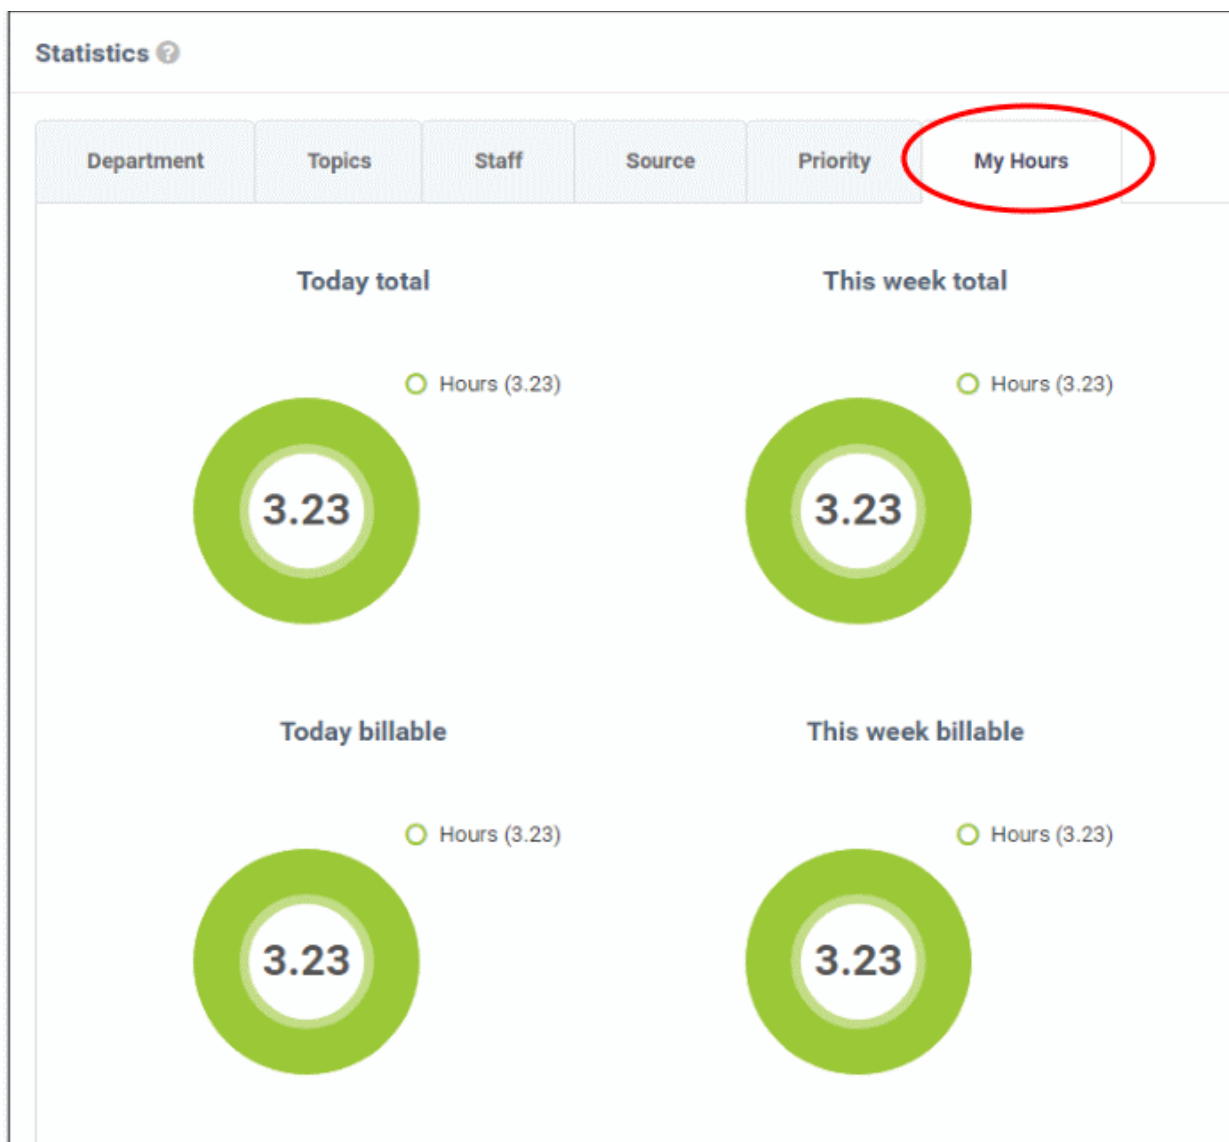 Statistics ?
Department Topics Staff Source Priority My Hours
Today total
Hours (3.23)
3.23
This week total
Hours (3.23)
3.23
Today billable
Hours (3.23)
3.23
This week billable
Hours (3.23)
3.23